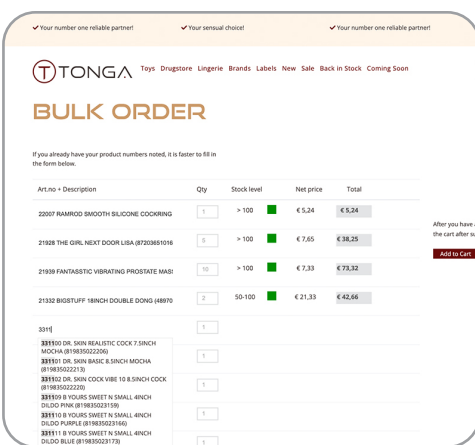 ✔ Your number one reliable partner! ✔ Your sensual choice! ✔ Your number one reliable partner!
T TONGA Toys Drugstore Lingerie Brands Labels New Sale Back in Stock Coming Soon
BULK ORDER
If you already have your product numbers noted, it is faster to fill in
the form below.
Art.no + Description Qty Stock level Net price Total
22007 RAMROD SMOOTH SILICONE COCKRING 1 > 100 € 5,24 € 5,24
After you have
the cart after su
21928 THE GIRL NEXT DOOR LISA (87203651016 5 > 100 € 7,65 € 38,25
Add to Cart
21939 FANTASSTIC VIBRATING PROSTATE MAS 10 > 100 € 7,33 € 73,32
21332 BIGSTUFF 18INCH DOUBLE DONG (48970 2 50-100 € 21,33 € 42,66
3311 1
331100 DR. SKIN REALISTIC COCK 7.5INCH
MOCHA (819835022206)
331101 DR. SKIN BASIC 8.5INCH MOCHA
(819835022213)
1
331102 DR. SKIN COCK VIBE 10 8.5INCH COCK
(819835022220)
1
331109 B YOURS SWEET N SMALL 4INCH
DILDO PINK (819835023159)
331110 B YOURS SWEET N SMALL 4INCH
DILDO PURPLE (819835023166)
1
331111 B YOURS SWEET N SMALL 4INCH
DILDO BLUE (819835023173)
1